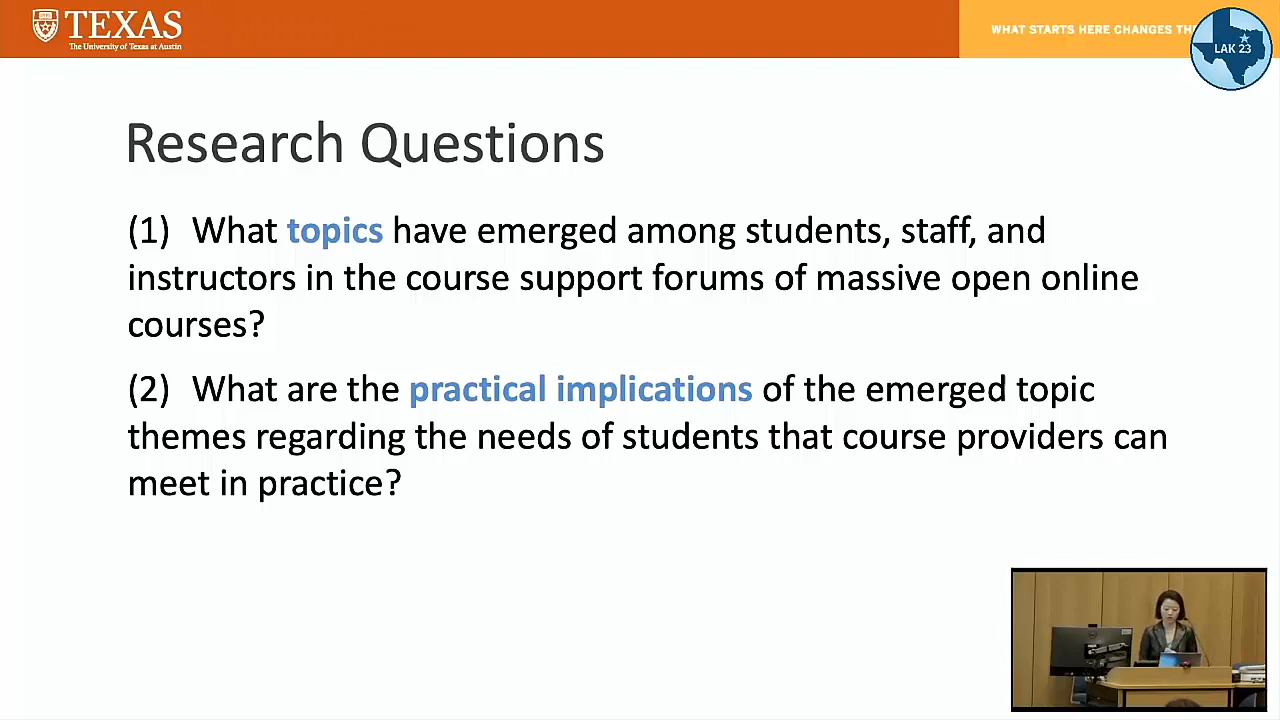 TEXAS
The University of Texas at Austin
WHAT STARTS HERE CHANGES TH
LAK 23
Research Questions
(1) What topics have emerged among students, staff, and
instructors in the course support forums of massive open online
courses?
(2) What are the practical implications of the emerged topic
themes regarding the needs of students that course providers can
meet in practice?